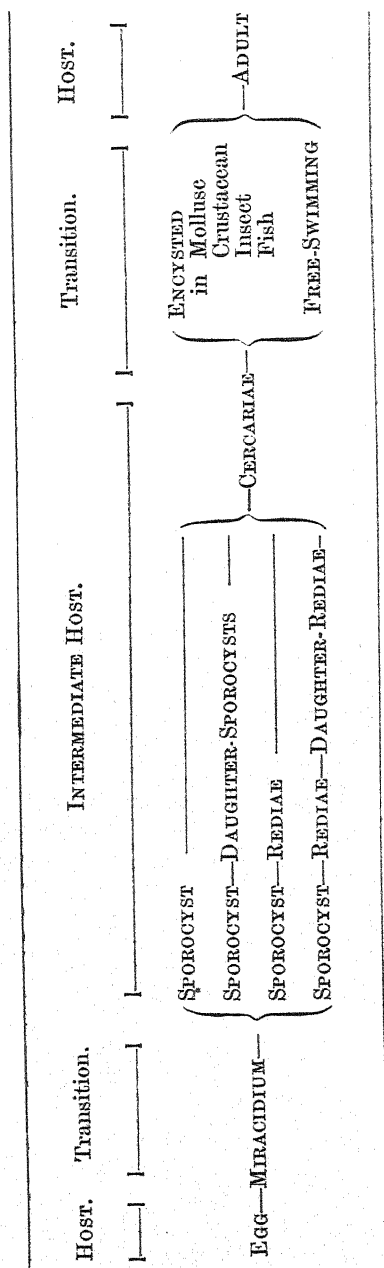 Host. Transition. INTERMEDIATE HOST. Transition. Host.
EGG—MIRACIDIUM—
SPOROCYST
SPOROCYST—DAUGHTER-SPOROCYSTS
SPOROCYST—REDIAE
SPOROCYST—REDIAE—DAUGHTER-REDIAE—
—CERCARIAE—
ENCYSTED
in Mollusc
Crustacean
Insect
Fish
FREE-SWIMMING
—ADULT